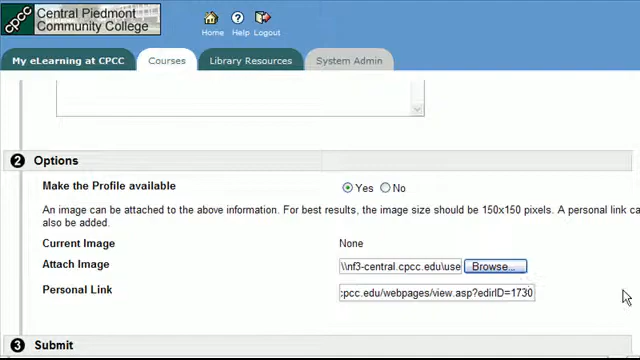 cpcc
Central Piedmont
Community College
Home Help Logout
My eLearning at CPCC Courses Library Resources System Admin
2 Options
Make the Profile available Yes No
An image can be attached to the above information. For best results, the image size should be 150x150 pixels. A personal link ca
also be added.
Current Image None
Attach Image \\nf3-central.cpcc.edu\use Browse...
Personal Link :pcc.edu/webpages/view.asp?edirID=1730
3 Submit